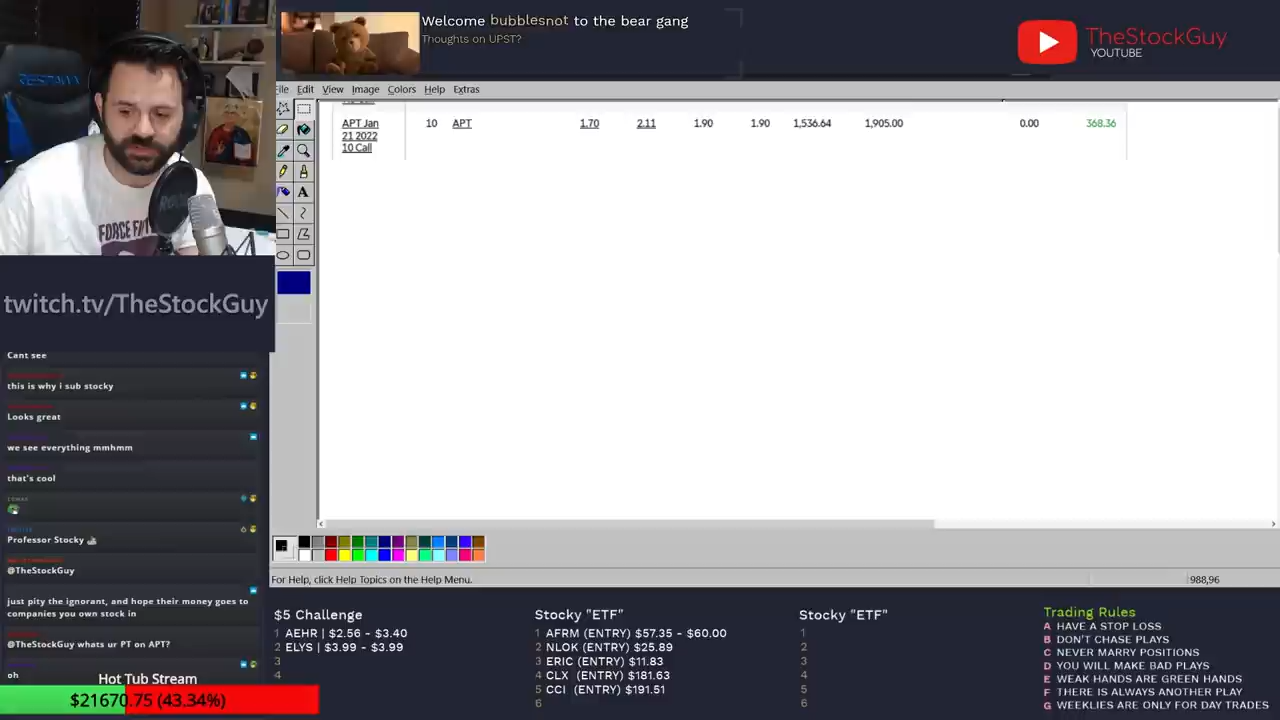 Welcome bubblesnot to the bear gang
Thoughts on UPST?
TheStockGuy
YOUTUBE
File Edit View Image Colors Help Extras
APT Jan 10 APT 1.70 2.11 1.90 1.90 1,536.64 1,905.00 0.00 368.36
21 2022
10 Call
FORCE
twitch.tv/TheStockGuy
Cant see
this is why i sub stocky
Looks great
we see everything mmhmm
that's cool
Professor Stocky
@TheStockGuy
just pity the ignorant, and hope their money goes to
companies you own stock in
@TheStockGuy whats ur PT on APT?
oh
Hot Tub Stream
$21670.75 (43.34%)
For Help, click Help Topics on the Help Menu.
988,96
$5 Challenge
1 AEHR | $2.56 - $3.40
2 ELYS | $3.99 - $3.99
3
4
Stocky "ETF"
1 AFRM (ENTRY) $57.35 - $60.00
2 NLOK (ENTRY) $25.89
3 ERIC (ENTRY) $11.83
4 CLX (ENTRY) $181.63
5 CCI (ENTRY) $191.51
6
Stocky "ETF"
1
2
3
4
5
6
Trading Rules
A HAVE A STOP LOSS
B DON'T CHASE PLAYS
C NEVER MARRY POSITIONS
D YOU WILL MAKE BAD PLAYS
E WEAK HANDS ARE GREEN HANDS
F THERE IS ALWAYS ANOTHER PLAY
G WEEKLIES ARE ONLY FOR DAY TRADES